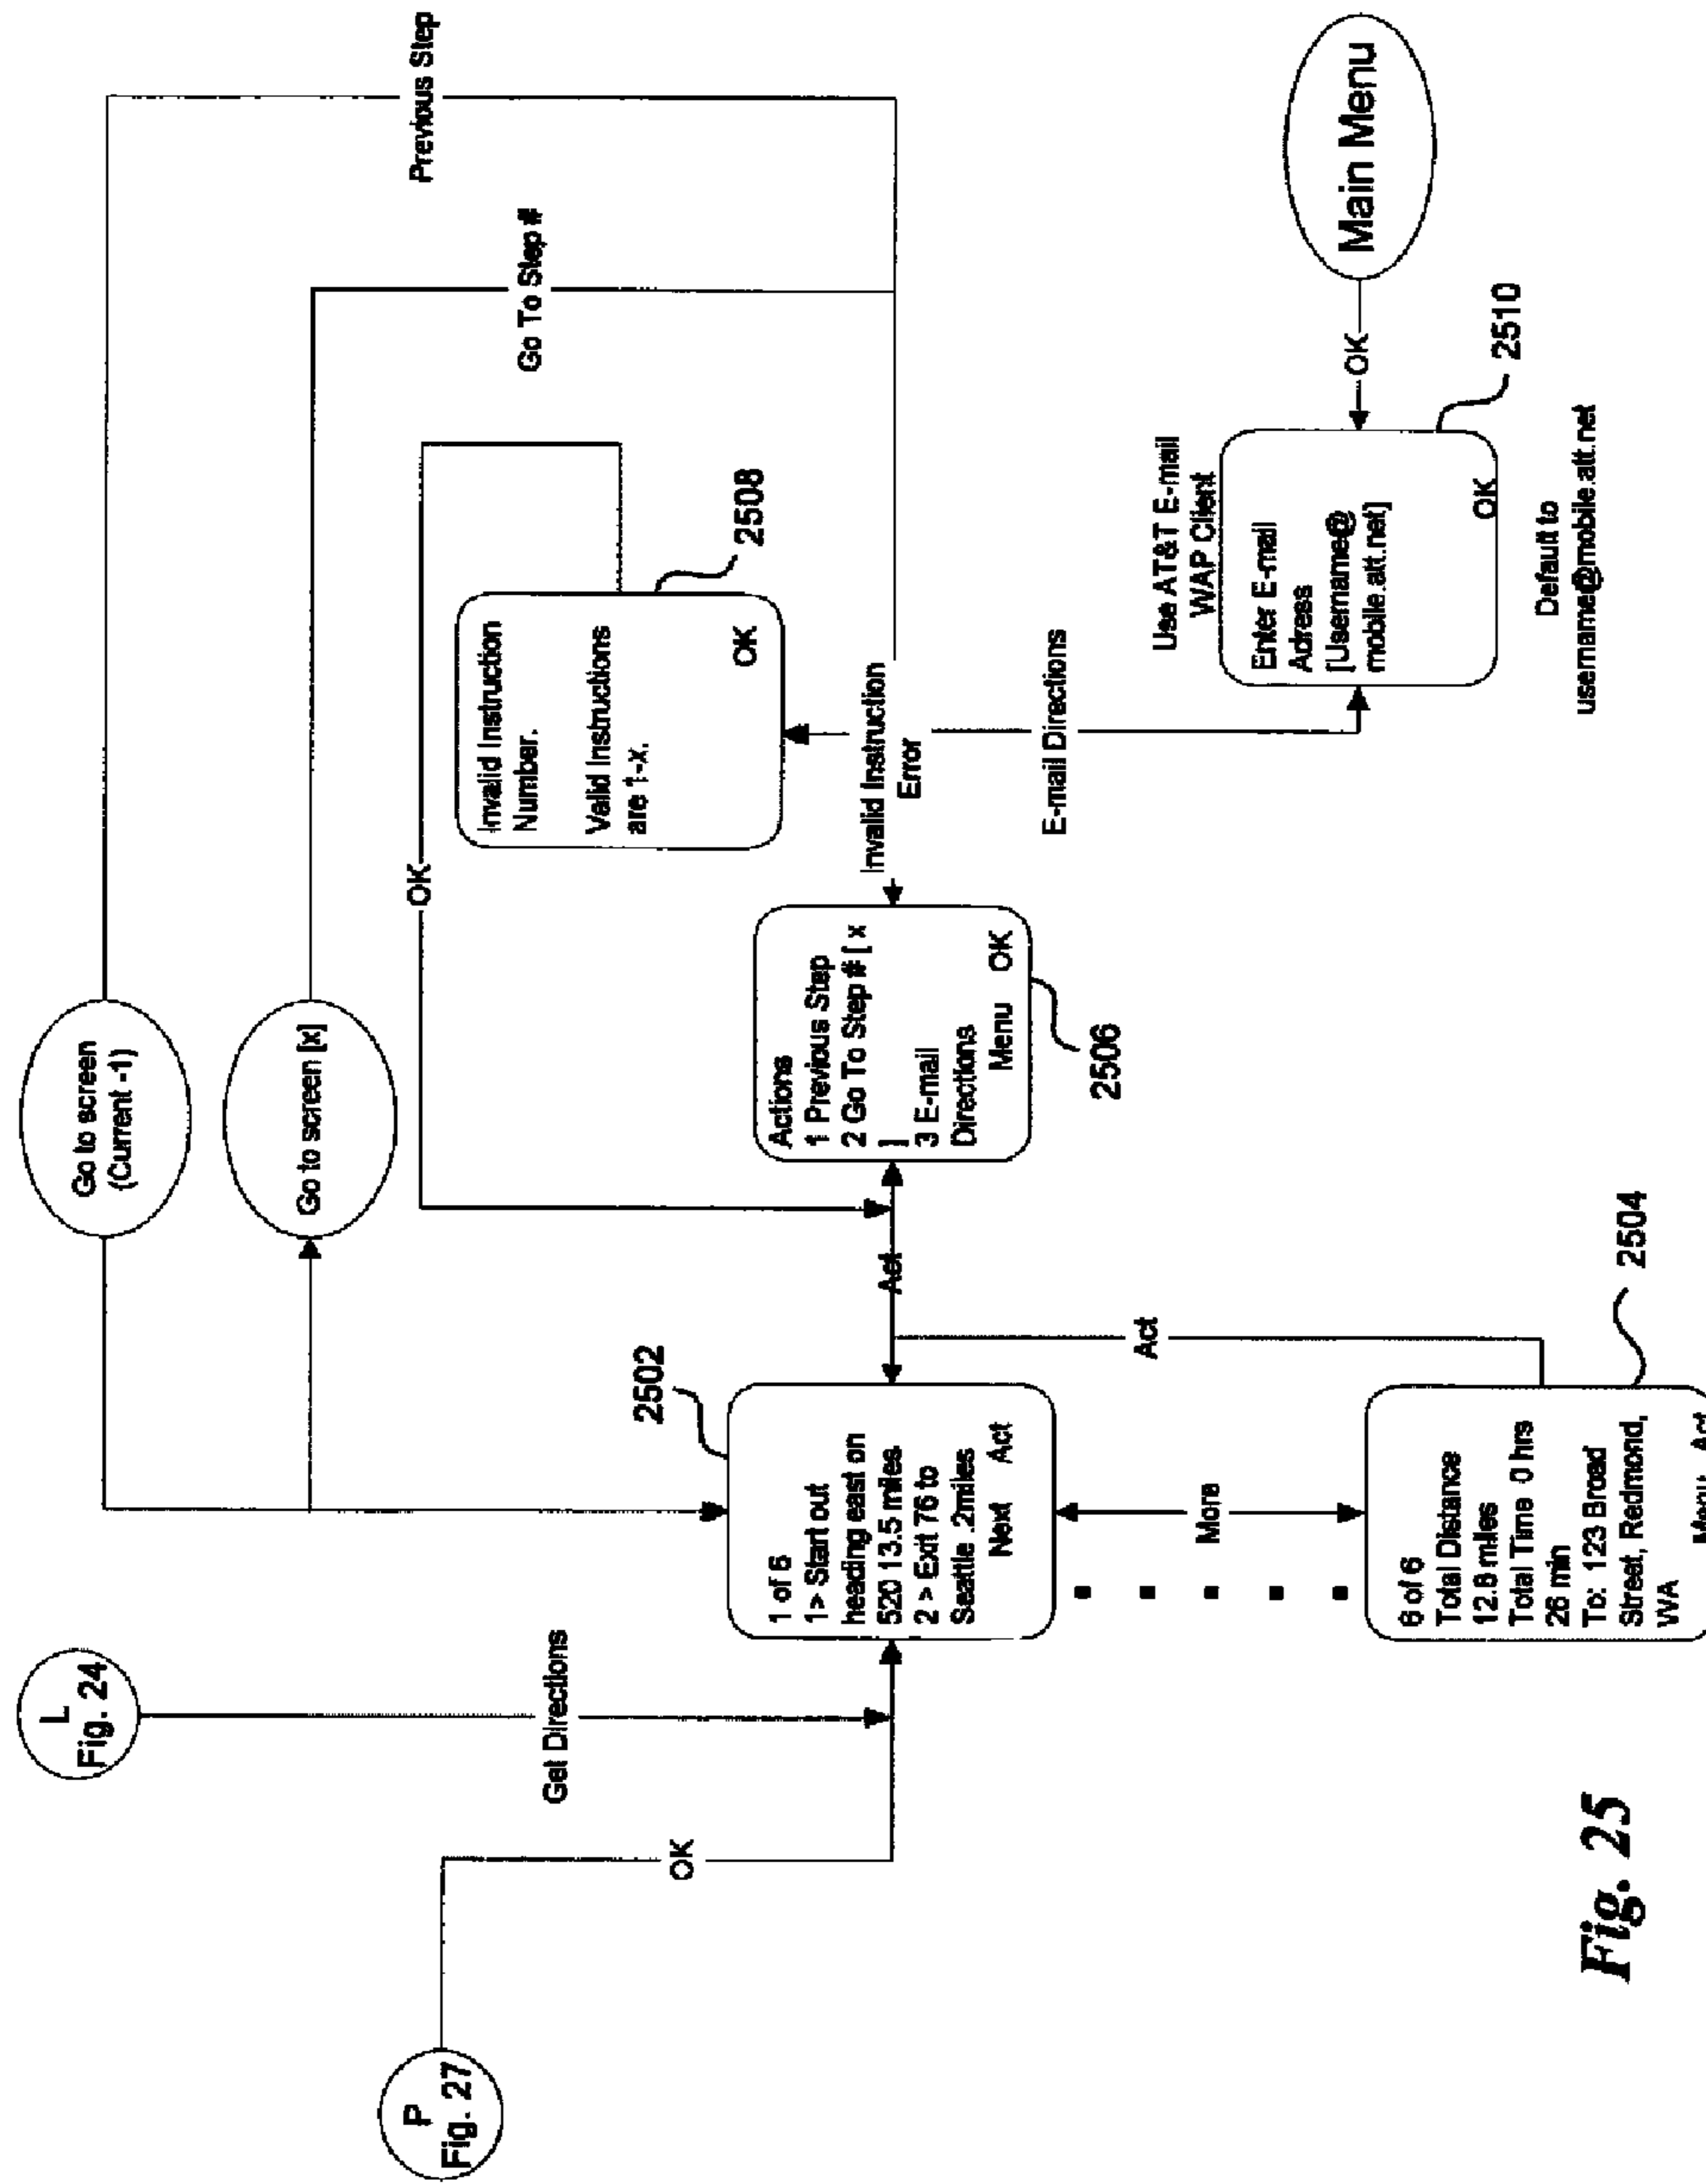 L
Fig. 24
P
Fig. 27
Get Directions
OK
Go to screen
(Current -1)
Go to screen [x]
Previous Step
Go To Step #
OK
2502
1 of 6
1> Start out
heading east on
520 13.5 miles
2 > Exit 76 to
Seattle .2miles
Next Act
Act
Actions
1 Previous Step
2 Go To Step # [ x
]
3 E-mail
Directions
Menu OK
2506
Invalid Instruction
Number.
Valid Instructions
are 1-x.
OK
2508
Invalid Instruction
Error
E-mail Directions
More
Act
6 of 6
Total Distance
12.8 miles
Total Time 0 hrs
26 min
To: 123 Broad
Street, Redmond,
WA
Menu Act
2504
Use AT&T E-mail
WAP Client
Enter E-mail
Adress
[Username@
mobile.att.net]
OK
2510
Default to
username@mobile.att.net
OK
Main Menu
Fig. 25